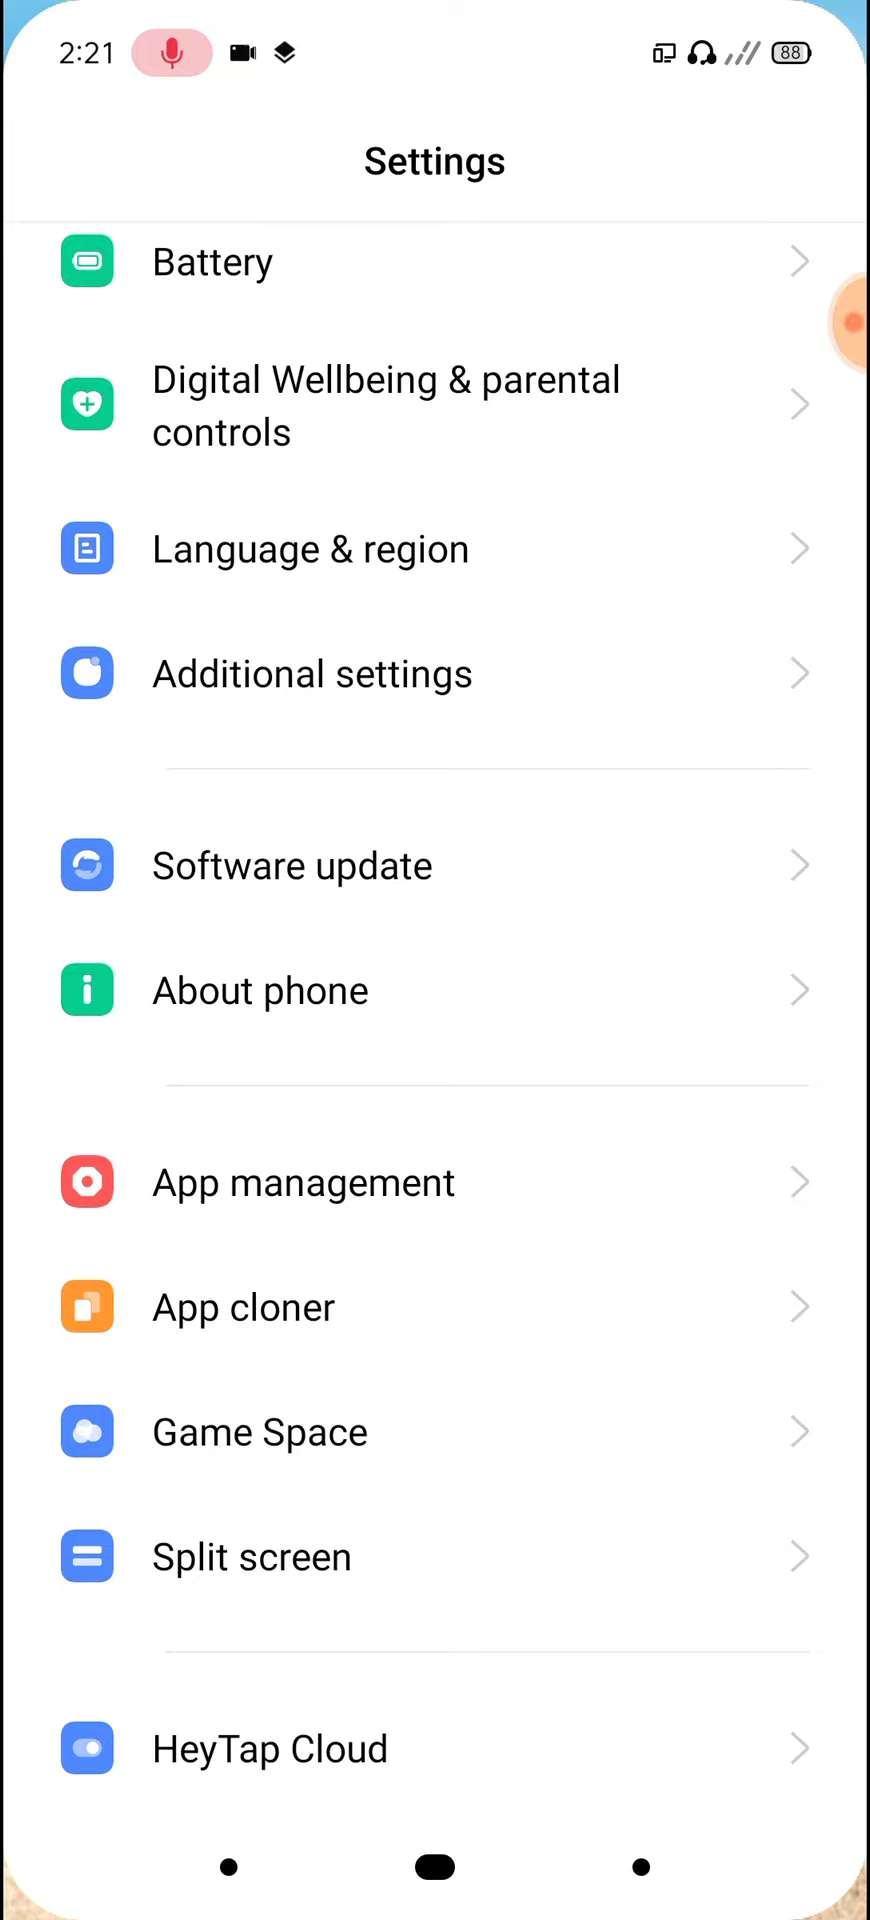 2:21
88
Settings
Battery
Digital Wellbeing & parental
controls
Language & region
Additional settings
Software update
About phone
App management
App cloner
Game Space
Split screen
HeyTap Cloud